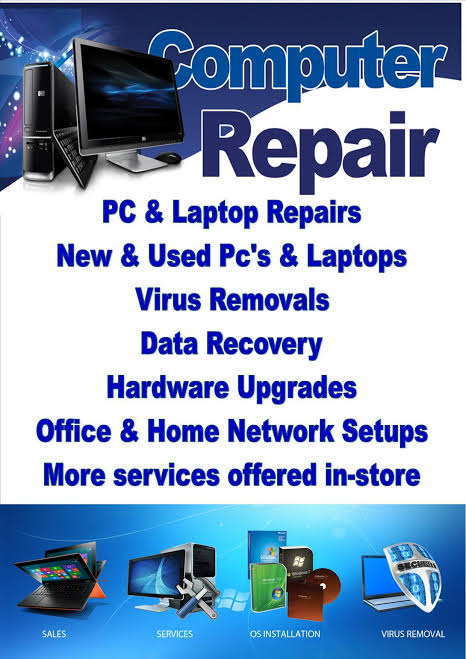 Computer
Repair
PC & Laptop Repairs
New & Used Pc's & Laptops
Virus Removals
Data Recovery
Hardware Upgrades
Office & Home Network Setups
More services offered in-store
SECURITY
SALES
SERVICES
OS INSTALLATION
VIRUS REMOVAL